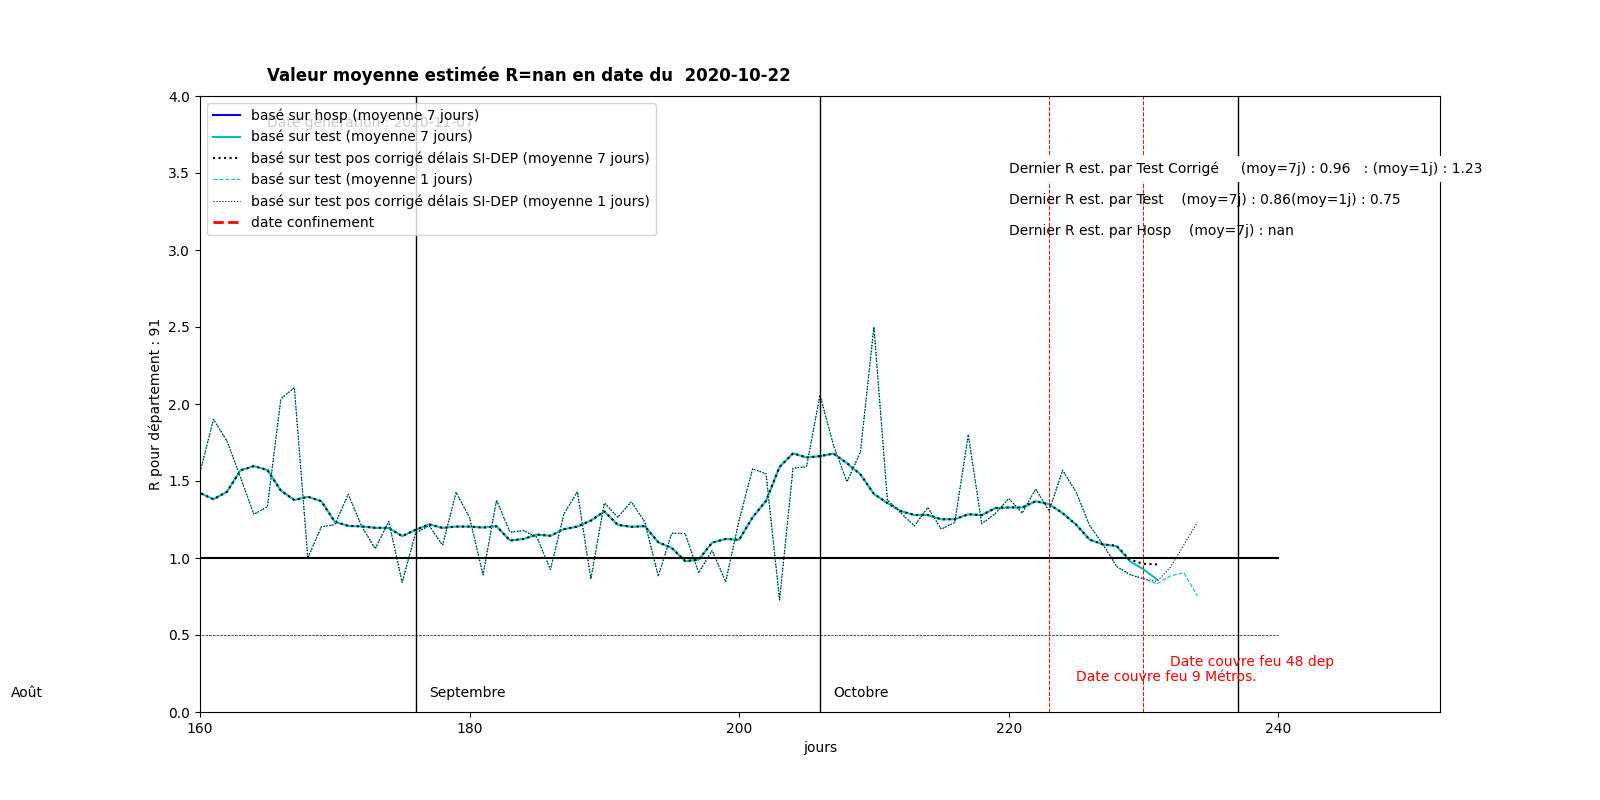 Valeur moyenne estimée R=nan en date du  2020-10-22
4.0
3.5
3.0
2.5
2.0
1.5
1.0
0.5
0.0
R pour département : 91
basé sur hosp (moyenne 7 jours)
Date génération : 2020-11-07
basé sur test (moyenne 7 jours)
basé sur test pos corrigé délais SI-DEP (moyenne 7 jours)
basé sur test (moyenne 1 jours)
basé sur test pos corrigé délais SI-DEP (moyenne 1 jours)
date confinement
Dernier R est. par Test Corrigé     (moy=7j) : 0.96   : (moy=1j) : 1.23
Dernier R est. par Test    (moy=7j) : 0.86(moy=1j) : 0.75
Dernier R est. par Hosp    (moy=7j) : nan
Date couvre feu 48 dep
Date couvre feu 9 Métros.
Août
Septembre
Octobre
160
180
200
220
240
jours